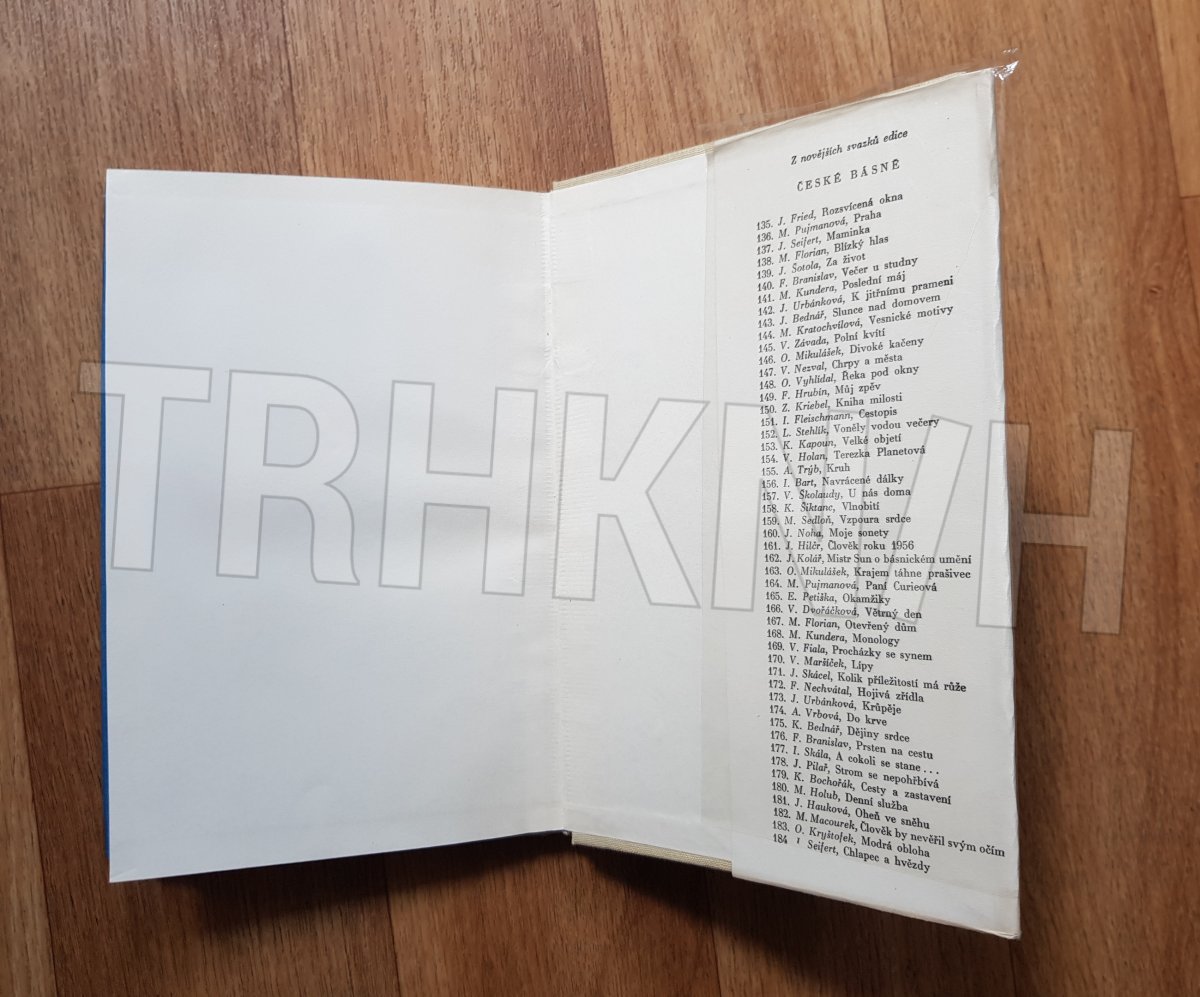 Z novějších svazků edice
ČESKÉ BÁSNĚ
135. J. Fried, Rozsvícená okna
136. M. Pujmanová, Praha
137. J. Seifert, Maminka
138. M. Florian, Blízký hlas
139. J. Šotola, Za život
140. F. Branislav, Večer u studny
141. M. Kundera, Poslední máj
142. J. Urbánková, K jitřnímu prameni
143. J. Bednář, Slunce nad domovem
144. M. Kratochvílová, Vesnické motivy
145. V. Závada, Polní kvítí
146. O. Mikulášek, Divoké kačeny
147. V. Nezval, Chrpy a města
148. O. Vyhlídal, Řeka pod okny
149. F. Hrubín, Můj zpěv
150. Z. Kriebel, Kniha milosti
151. I. Fleischmann, Cestopis
152. L. Stehlík, Voněly vodou večery
153. K. Kapoun, Velké objetí
154. V. Holan, Terezka Planetová
155. A. Trýb, Kruh
156. I. Bart, Navrácené dálky
157. V. Školaudy, U nás doma
158. K. Šiktanc, Vlnobití
159. M. Sedloň, Vzpoura srdce
160. J. Noha, Moje sonety
161. J. Hilčr, Člověk roku 1956
162. J. Kolář, Mistr Sun o básnickém umění
163. O. Mikulášek, Krajem táhne prašivec
164. M. Pujmanová, Paní Curieová
165. E. Petiška, Okamžiky
166. V. Dvořáčková, Větrný den
167. M. Florian, Otevřený dům
168. M. Kundera, Monology
169. V. Fiala, Procházky se synem
170. V. Maršíček, Lípy
171. J. Skácel, Kolik příležitostí má růže
172. F. Nechvátal, Hojivá zřídla
173. J. Urbánková, Krůpěje
174. A. Vrbová, Do krve
175. K. Bednář, Dějiny srdce
176. F. Branislav, Prsten na cestu
177. I. Skála, A cokoli se stane...
178. J. Pilař, Strom se nepohřbívá
179. K. Bochořák, Cesty a zastavení
180. M. Holub, Denní služba
181. J. Hauková, Oheň ve sněhu
182. M. Macourek, Člověk by nevěřil svým očím
183. O. Kryštofek, Modrá obloha
184 Seifert, Chlapec a hvězdy
TRHKNIH